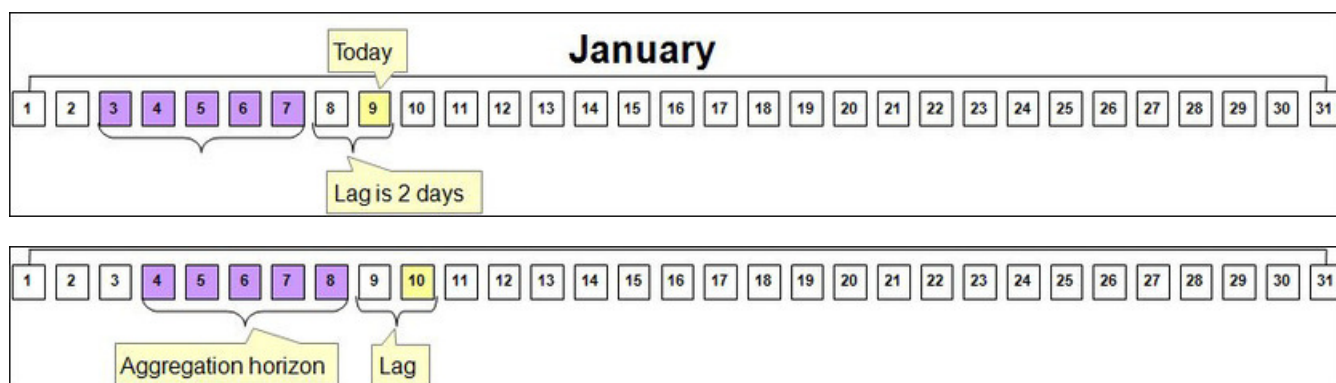 January
Today
1 2 3 4 5 6 7 8 9 10 11 12 13 14 15 16 17 18 19 20 21 22 23 24 25 26 27 28 29 30 31
Lag is 2 days
1 2 3 4 5 6 7 8 9 10 11 12 13 14 15 16 17 18 19 20 21 22 23 24 25 26 27 28 29 30 31
Aggregation horizon Lag